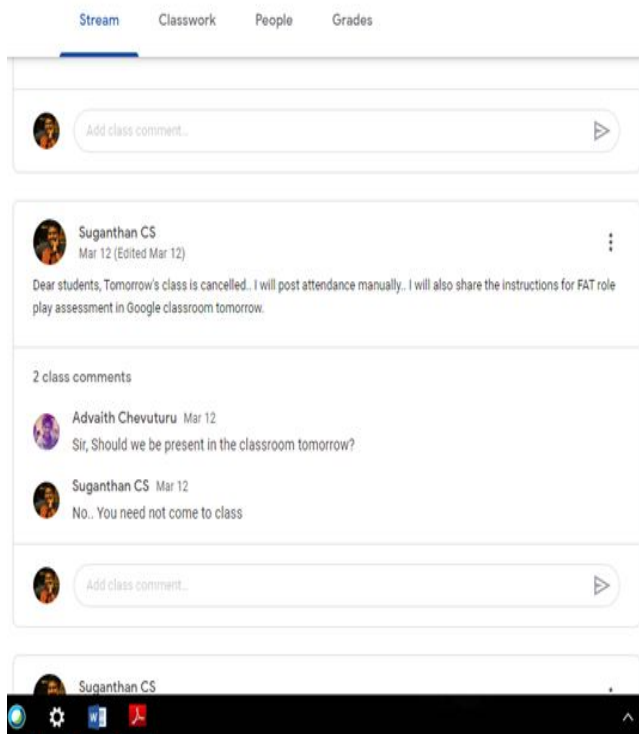 Stream Classwork People Grades
Add class comment...
Suganthan CS
Mar 12 (Edited Mar 12)
Dear students, Tomorrow's class is cancelled.. I will post attendance manually.. I will also share the instructions for FAT role
play assessment in Google classroom tomorrow.
2 class comments
Advaith Chevuturu Mar 12
Sir, Should we be present in the classroom tomorrow?
Suganthan CS Mar 12
No.. You need not come to class
Add class comment...
Suganthan CS